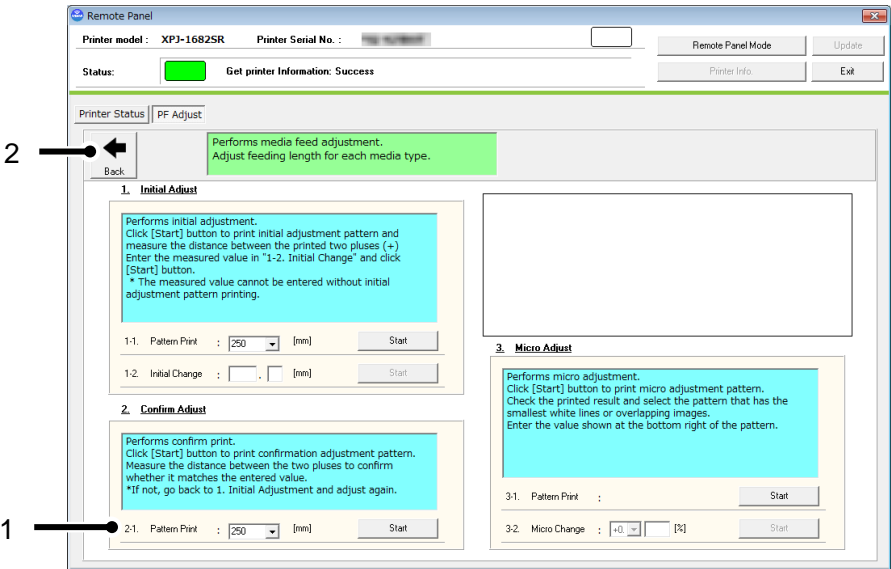 Remote Panel
Printer model : XPJ-1682SR Printer Serial No. :
Remote Panel Mode Update
Status: Get printer Information: Success
Printer Info. Exit
Printer Status PF Adjust
2
Back
Performs media feed adjustment.
Adjust feeding length for each media type.
1. Initial Adjust
Performs initial adjustment.
Click [Start] button to print initial adjustment pattern and
measure the distance between the printed two pluses (+)
Enter the measured value in "1-2. Initial Change" and click
[Start] button.
* The measured value cannot be entered without initial
adjustment pattern printing.
1-1. Pattern Print : 250 [mm] Start
1-2. Initial Change : . [mm] Start
2. Confirm Adjust
Performs confirm print.
Click [Start] button to print confirmation adjustment pattern.
Measure the distance between the two pluses to confirm
whether it matches the entered value.
*If not, go back to 1. Initial Adjustment and adjust again.
1
2-1. Pattern Print : 250 [mm] Start
3. Micro Adjust
Performs micro adjustment.
Click [Start] button to print micro adjustment pattern.
Check the printed result and select the pattern that has the
smallest white lines or overlapping images.
Enter the value shown at the bottom right of the pattern.
3-1. Pattern Print : Start
3-2. Micro Change : +0. [%] Start